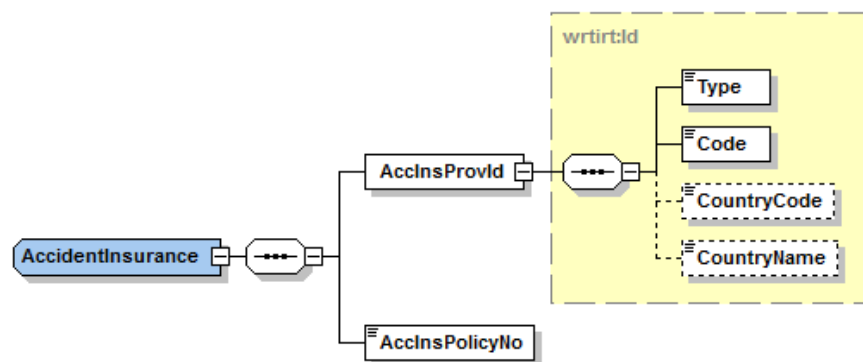 wrtirt:Id
Type
Code
AccInsProvId
CountryCode
CountryName
AccidentInsurance
AccInsPolicyNo